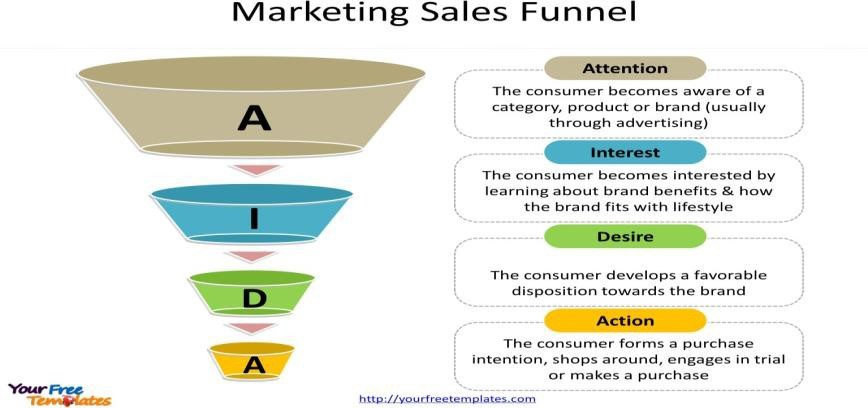 Marketing Sales Funnel
A
I
D
A
Attention
The consumer becomes aware of a
category, product or brand (usually
through advertising)
Interest
The consumer becomes interested by
learning about brand benefits & how
the brand fits with lifestyle
Desire
The consumer develops a favorable
disposition towards the brand
Action
The consumer forms a purchase
intention, shops around, engages in trial
or makes a purchase
Your Free
Templates
http://yourfreetemplates.com